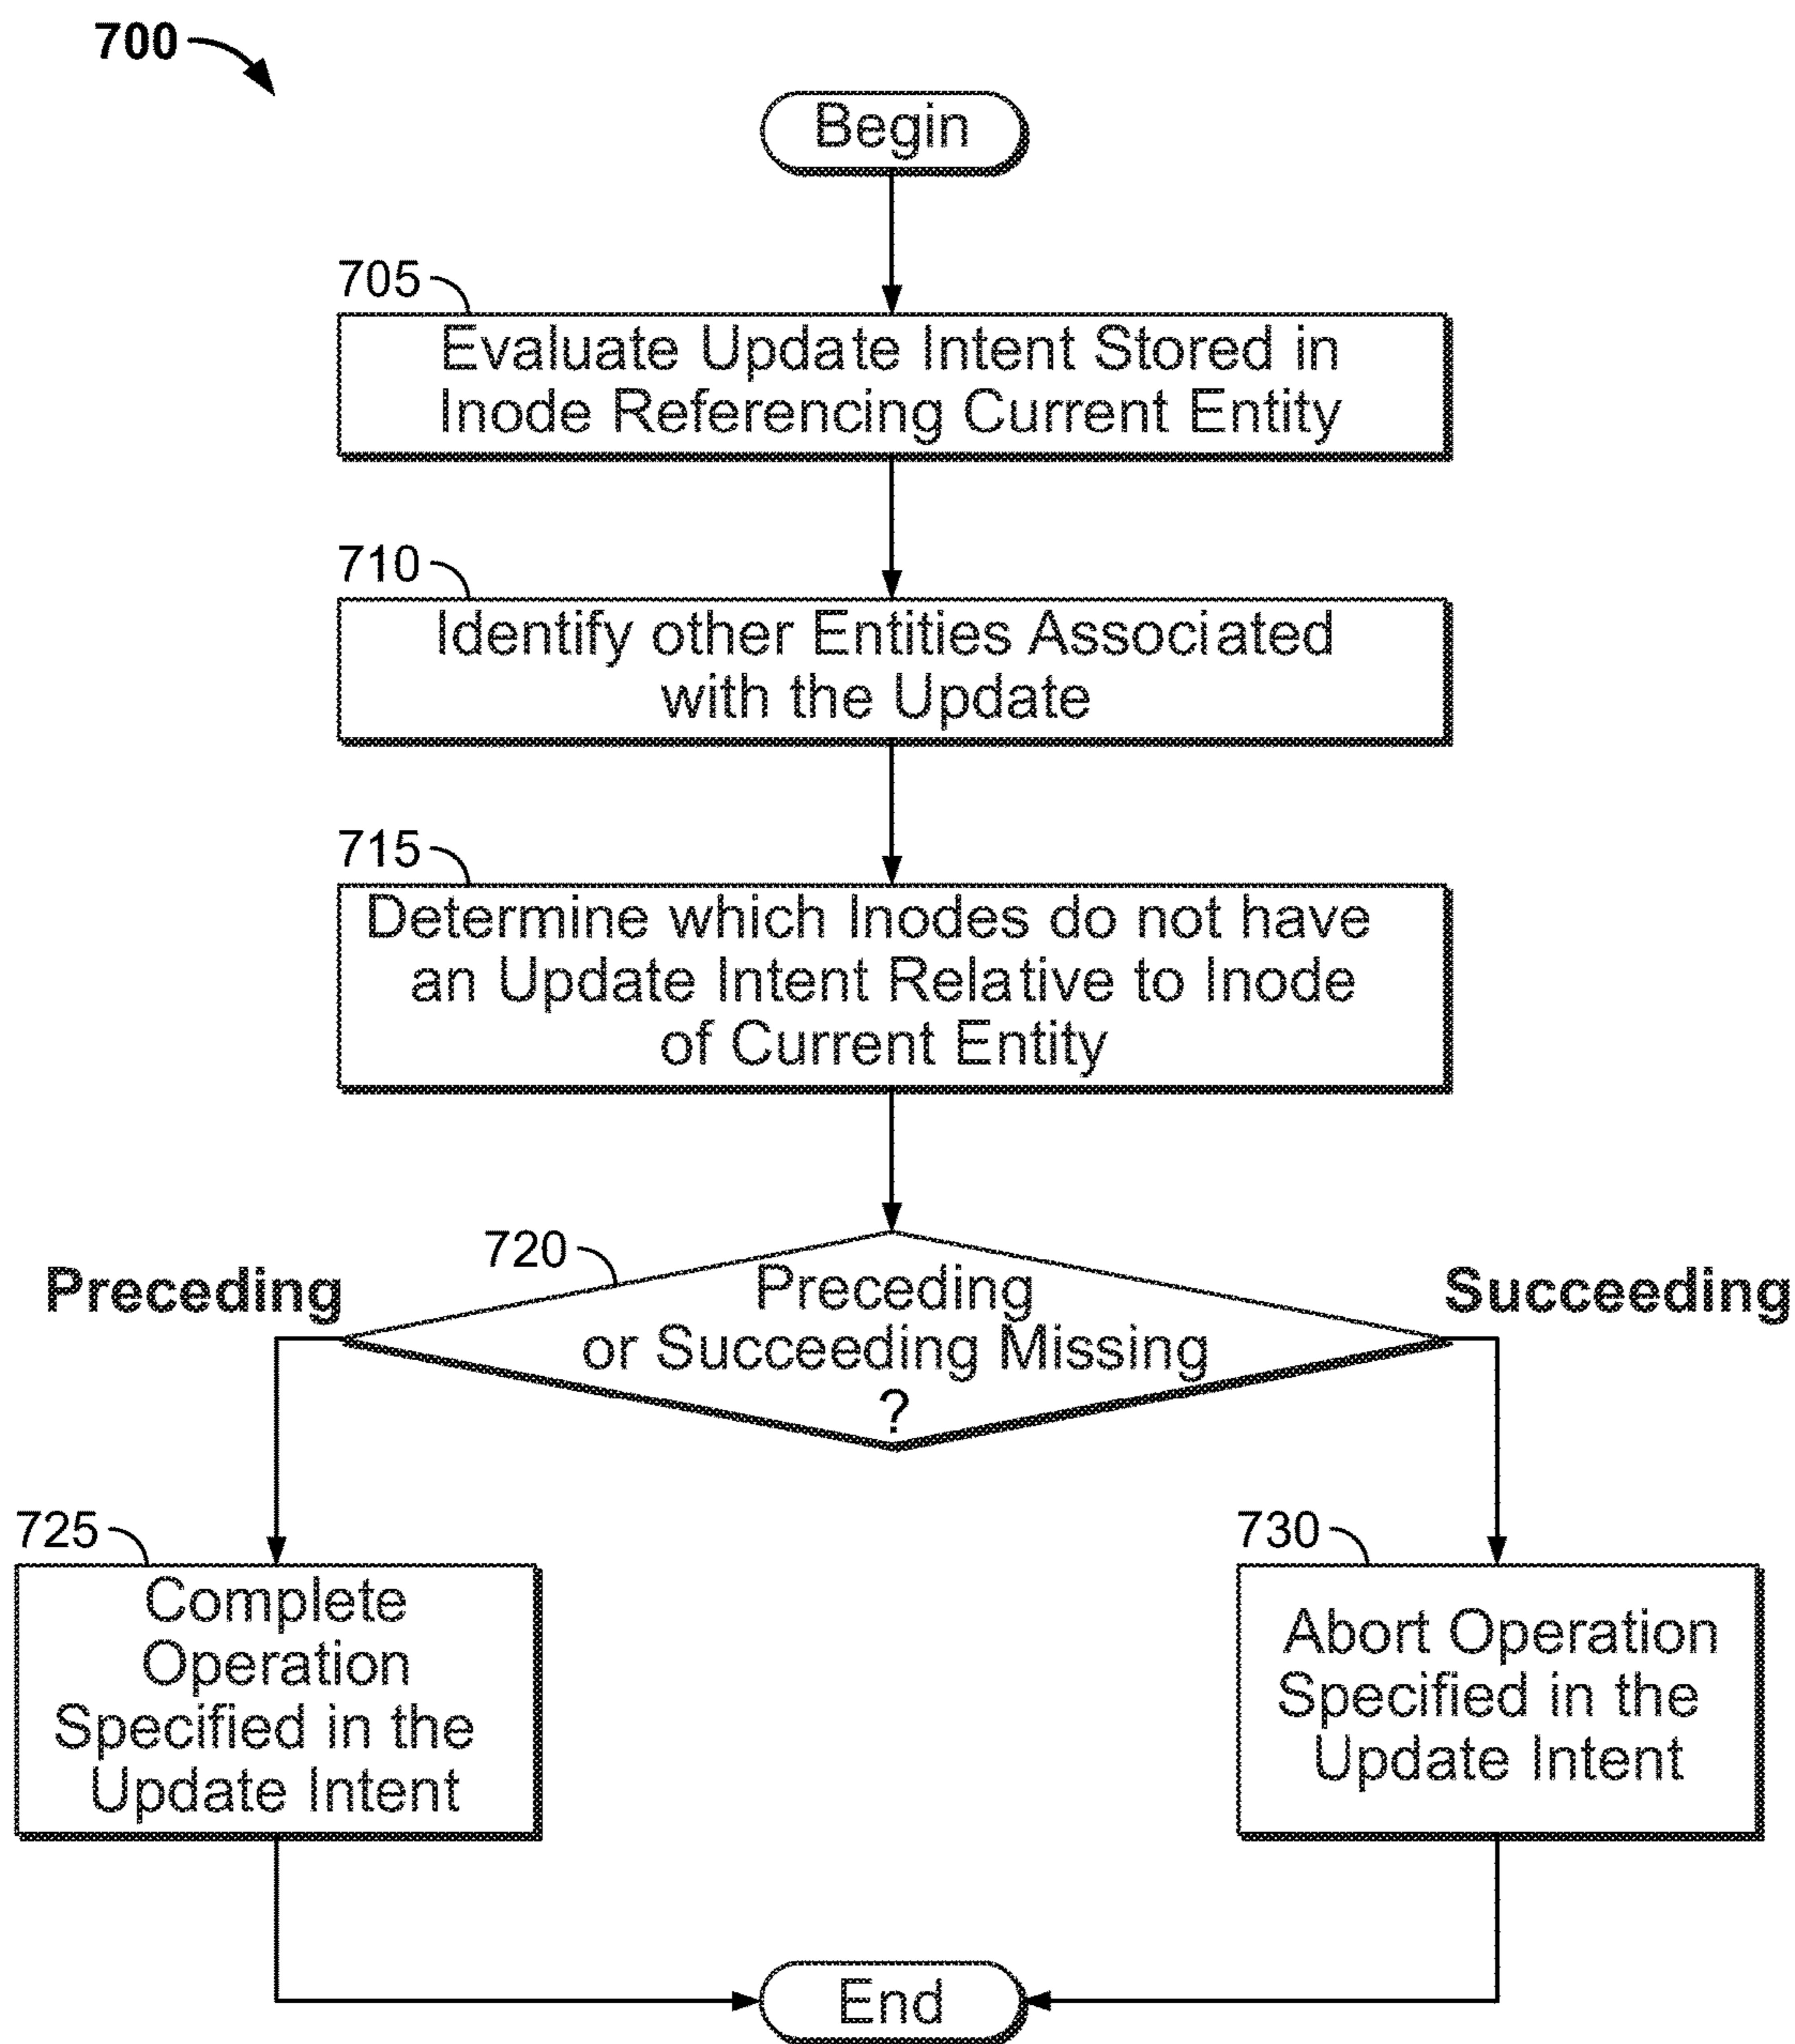 700
Begin
705
Evaluate Update Intent Stored in
Inode Referencing Current Entity
710
Identify other Entities Associated
with the Update
715
Determine which Inodes do not have
an Update Intent Relative to Inode
of Current Entity
720
Preceding
Preceding
or Succeeding Missing
?
Succeeding
725
Complete
Operation
Specified in the
Update Intent
730
Abort Operation
Specified in the
Update Intent
End